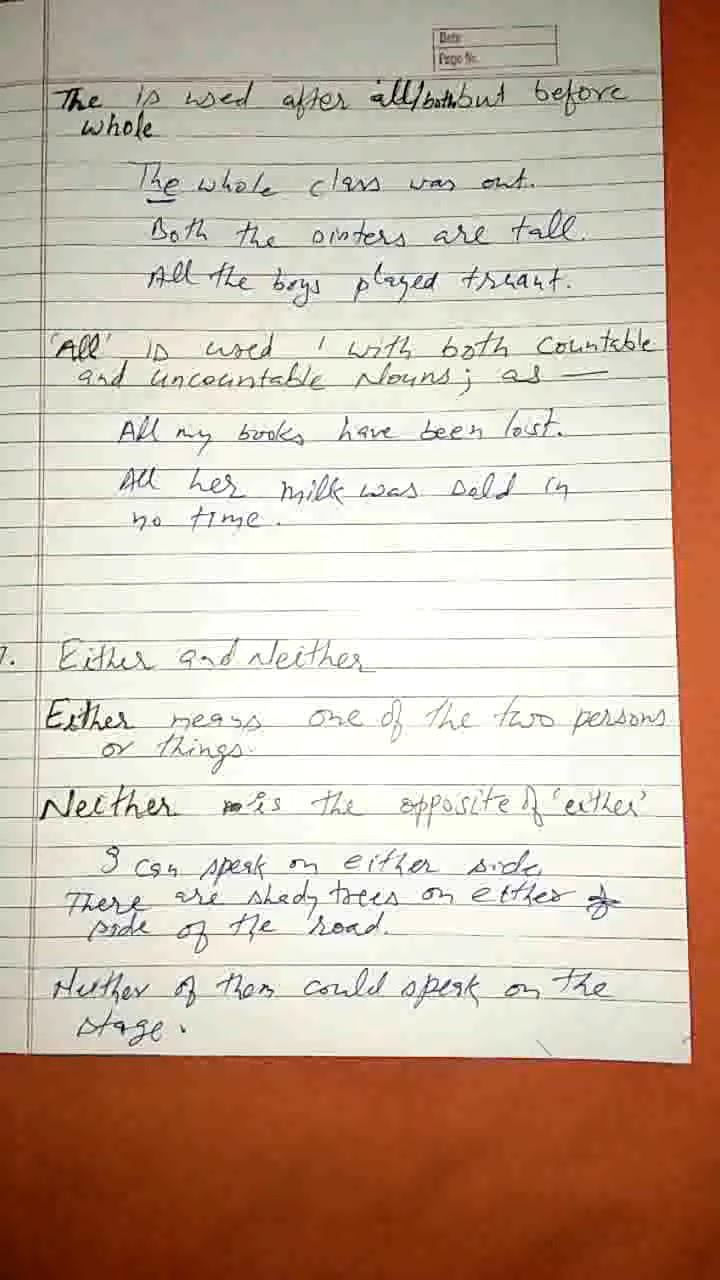 Date
Page No.
The is used after all/both but before
whole
The whole class was out.
Both the sisters are tall.
All the boys played truant.
'All' is used ' with both Countable
and uncountable Nouns; as —
All my books have been lost.
All her milk was sold in
no time.
7. Either and Neither
Either means one of the two persons
or things.
Neither is the opposite of 'either'
I can speak on either side.
There are shady trees on either
side of the road.
Neither of them could speak on the
stage.